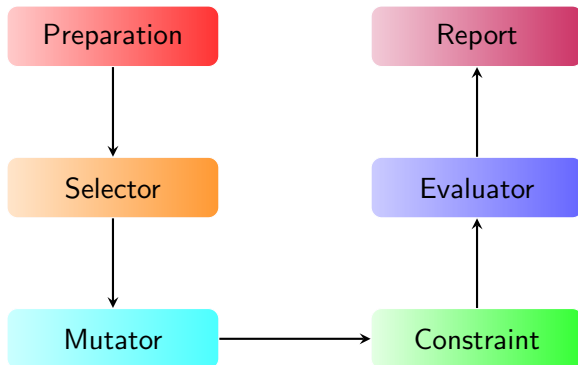 Preparation
Report
Selector
Evaluator
Mutator
Constraint